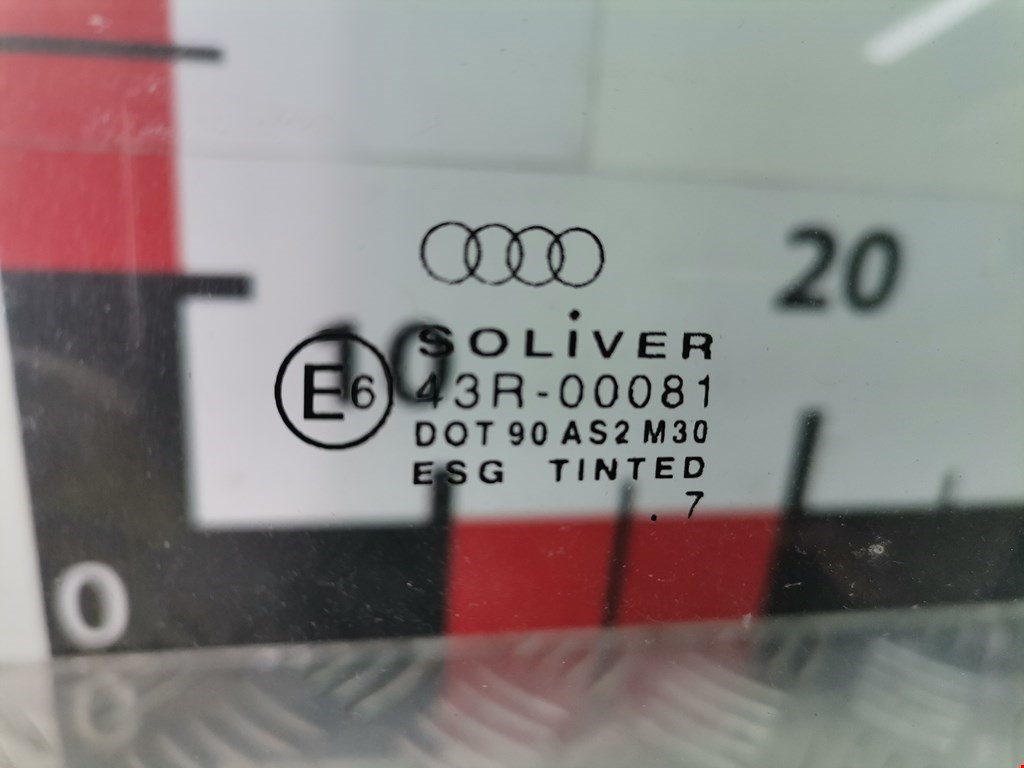 20
SOLiVER
10
E6
43R-00081
DOT 90 AS2 M30
ESG TINTED
. 7
0